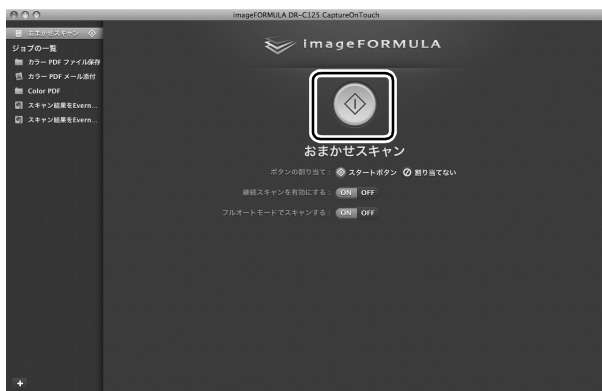 imageFORMULA DR-C125 CaptureOnTouch
おまかせスキャン
ジョブの一覧
カラー PDF ファイル保存
カラー PDF メール添付
Color PDF
スキャン結果をEvern...
スキャン結果をEvern...
imageFORMULA
おまかせスキャン
ボタンの割り当て： スタートボタン 割り当てない
継続スキャンを有効にする： ON OFF
フルオートモードでスキャンする： ON OFF